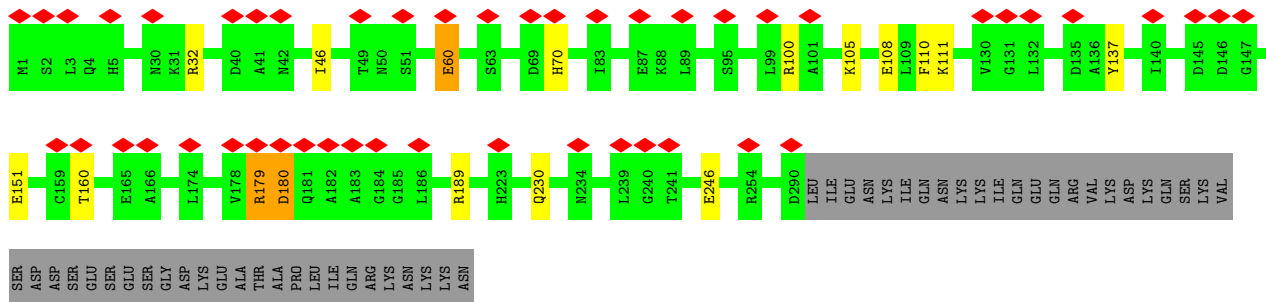 M1 S2 L3 Q4 H5 N30 K31 R32 D40 A41 N42 I46 T49 N50 S51 E60 S63 D69 H70 I83 E87 K88 L89 S95 L99 R100 A101 K105 E108 L109 F110 K111 V130 G131 L132 D135 A136 Y137 I140 D145 D146 G147
E151 C159 T160 E165 A166 L174 V178 R179 D180 Q181 A182 A183 G184 G185 L186 R189 H223 Q230 N234 L239 G240 T241 E246 R254 D290 LEU ILE GLU ASN LYS ILE GLN ASN LYS LYS ILE GLN GLU GLN ARG VAL LYS ASP LYS GLN SER LYS VAL
SER ASP ASP SER GLU SER GLU SER GLY ASP LYS GLU ALA THR ALA PRO LEU ILE GLN ARG LYS ASN LYS LYS ASN